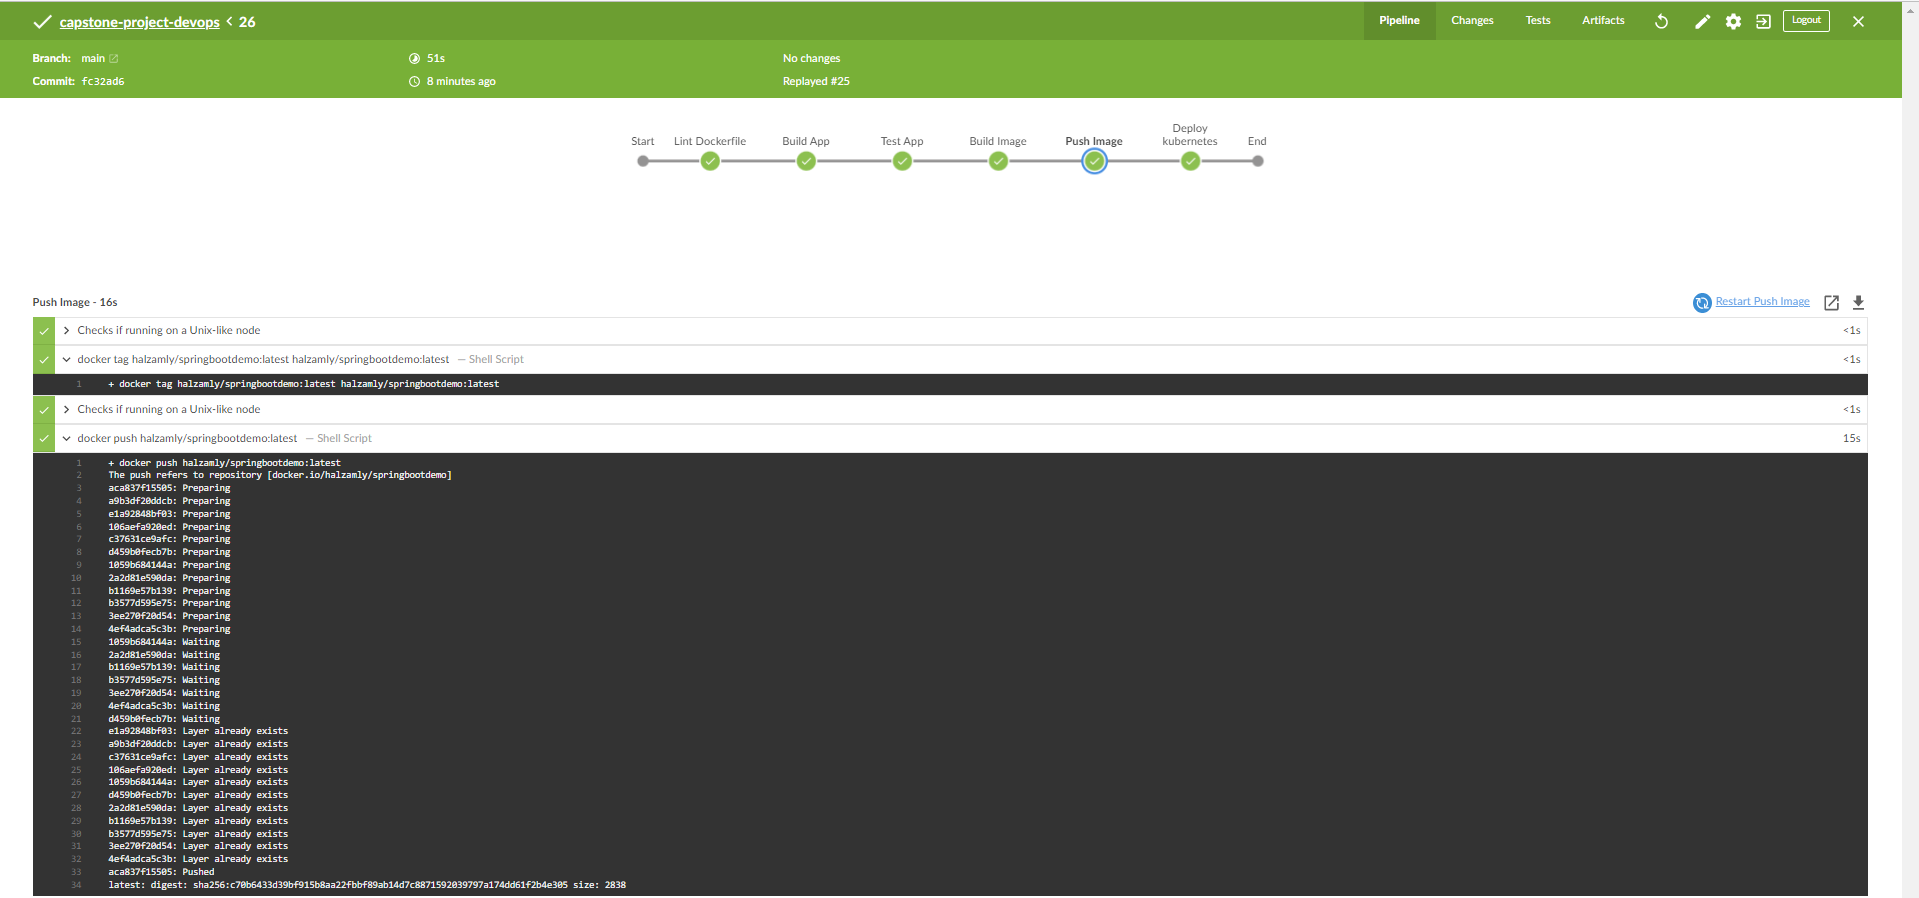 capstone-project-devops < 26
Pipeline Changes Tests Artifacts Logout
Branch: main 51s No changes
Commit: fc32ad6 8 minutes ago Replayed #25
Start Lint Dockerfile Build App Test App Build Image Push Image Deploy kubernetes End
Push Image - 16s Restart Push Image
Checks if running on a Unix-like node <1s
docker tag halzamly/springbootdemo:latest halzamly/springbootdemo:latest — Shell Script <1s
1 + docker tag halzamly/springbootdemo:latest halzamly/springbootdemo:latest
Checks if running on a Unix-like node <1s
docker push halzamly/springbootdemo:latest — Shell Script 15s
1 + docker push halzamly/springbootdemo:latest
2 The push refers to repository [docker.io/halzamly/springbootdemo]
3 aca837f15505: Preparing
4 a9b3df20ddcb: Preparing
5 e1a92848bf03: Preparing
6 106aefa920ed: Preparing
7 c37631ce9afc: Preparing
8 d459b0fecb7b: Preparing
9 1059b684144a: Preparing
10 2a2d81e590da: Preparing
11 b1169e57b139: Preparing
12 b3577d595e75: Preparing
13 3ee270f20d54: Preparing
14 4ef4adca5c3b: Preparing
15 1059b684144a: Waiting
16 2a2d81e590da: Waiting
17 b1169e57b139: Waiting
18 b3577d595e75: Waiting
19 3ee270f20d54: Waiting
20 4ef4adca5c3b: Waiting
21 d459b0fecb7b: Waiting
22 e1a92848bf03: Layer already exists
23 a9b3df20ddcb: Layer already exists
24 c37631ce9afc: Layer already exists
25 106aefa920ed: Layer already exists
26 1059b684144a: Layer already exists
27 d459b0fecb7b: Layer already exists
28 2a2d81e590da: Layer already exists
29 b1169e57b139: Layer already exists
30 b3577d595e75: Layer already exists
31 3ee270f20d54: Layer already exists
32 4ef4adca5c3b: Layer already exists
33 aca837f15505: Pushed
34 latest: digest: sha256:c70b6433d39bf915b8aa22fbbf89ab14d7c8871592039797a174dd61f2b4e305 size: 2838